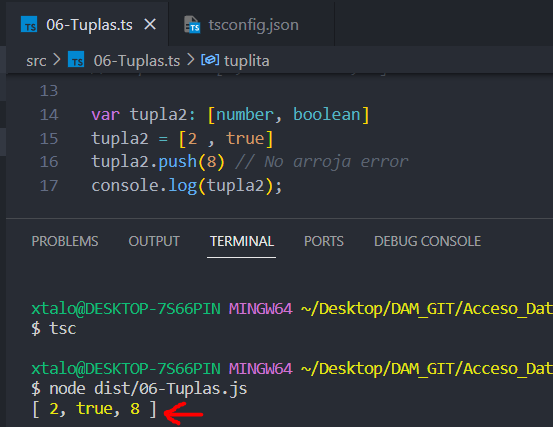 TS 06-Tuplas.ts × TS tsconfig.json
src > TS 06-Tuplas.ts > tuplita
13
14 var tupla2: [number, boolean]
15 tupla2 = [2 , true]
16 tupla2.push(8) // No arroja error
17 console.log(tupla2);
PROBLEMS OUTPUT TERMINAL PORTS DEBUG CONSOLE
xtalo@DESKTOP-7S66PIN MINGW64 ~/Desktop/DAM_GIT/Acceso_Dat
$ tsc
xtalo@DESKTOP-7S66PIN MINGW64 ~/Desktop/DAM_GIT/Acceso_Dat
$ node dist/06-Tuplas.js
[ 2, true, 8 ]